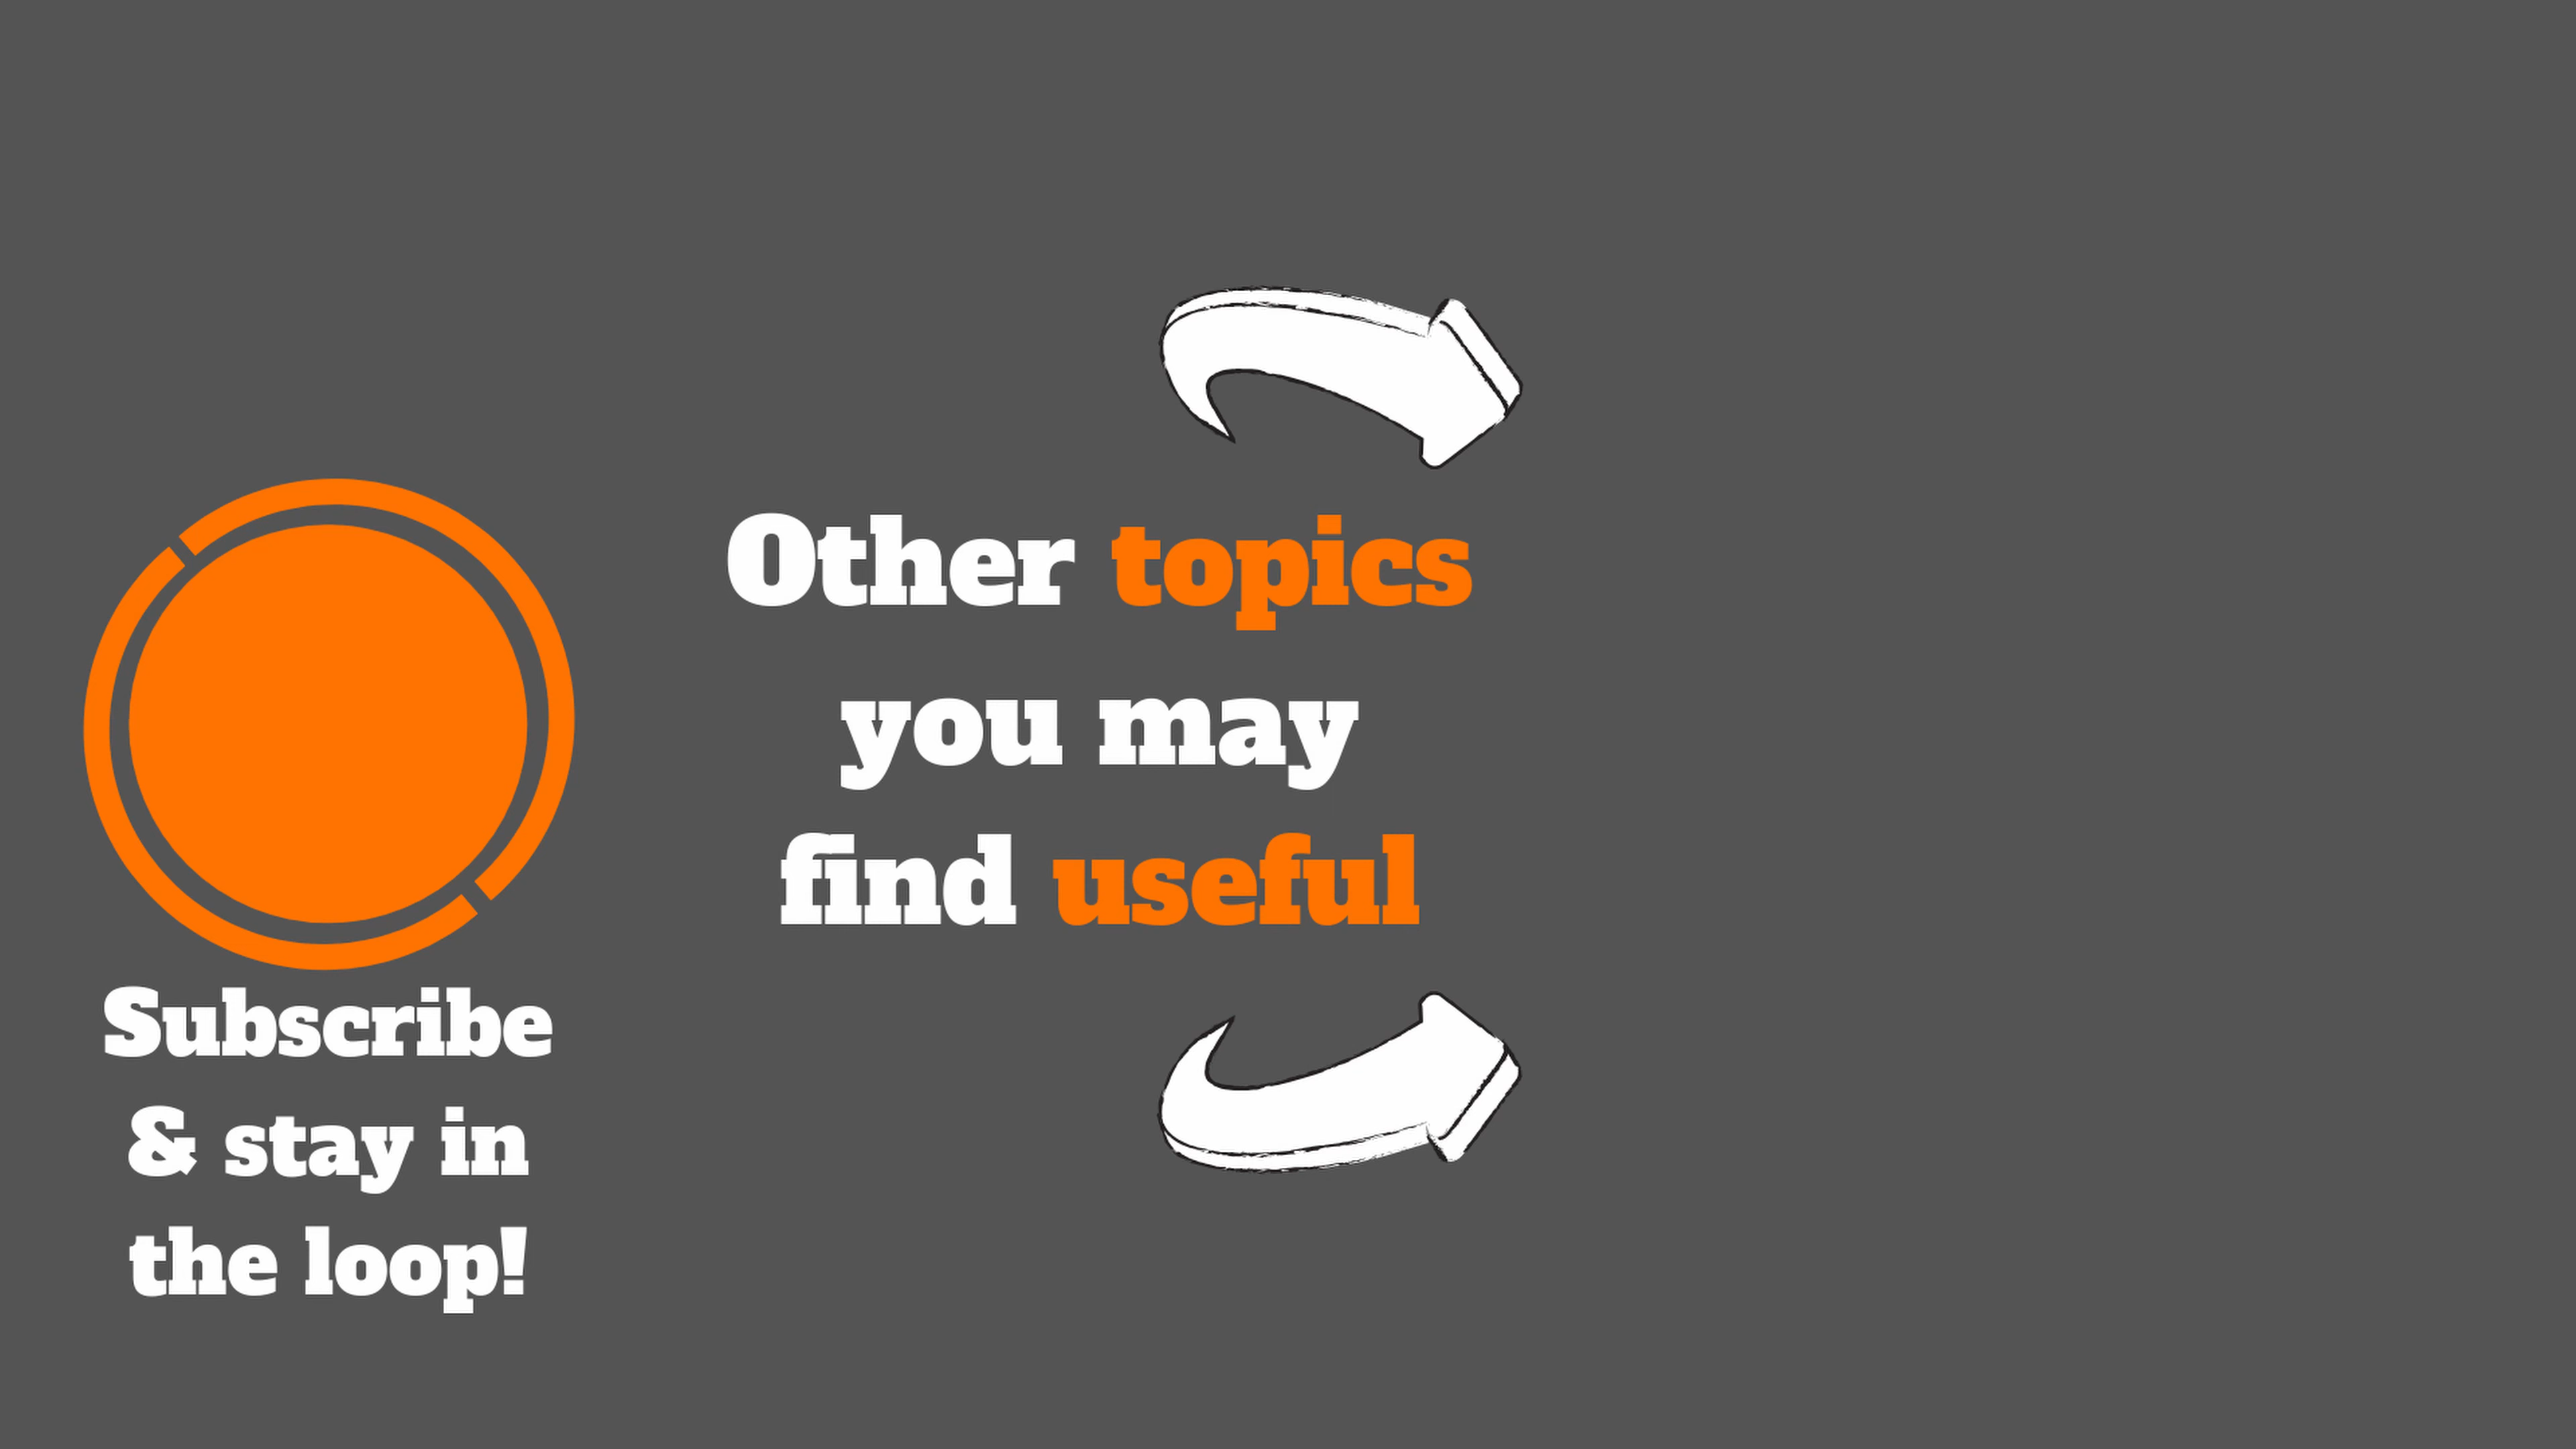 Other topics
you may
find useful
Subscribe
& stay in
the loop!